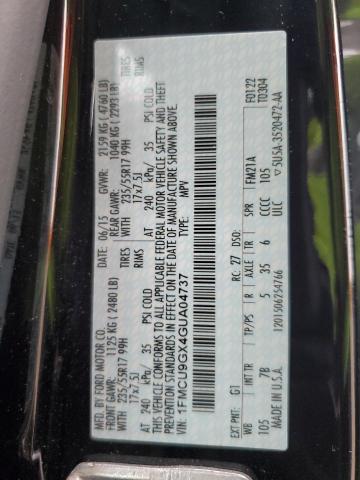 MFD. BY FORD MOTOR CO.
DATE: 06/15 GVWR: 2159 KG ( 4760 LB)
FRONT GAWR: 1125 KG ( 2480 LB) REAR GAWR: 1040 KG ( 2293 LB)
235/55R17 99H WITH 235/55R17 99H TIRES
17x7.5J 17x7.5J RIMS
AT 240 kPa/ 35 PSI COLD AT 240 kPa/ 35 PSI COLD
THIS VEHICLE CONFORMS TO ALL APPLICABLE FEDERAL MOTOR VEHICLE SAFETY AND THEFT
PREVENTION STANDARDS IN EFFECT ON THE DATE OF MANUFACTURE SHOWN ABOVE.
VIN: 1FMCU9GX4GUA04737
TYPE: MPV
F0122
T0304
EXT PNT: G1 RC: 27 DSO: FM21A
WB INT TR TP/PS R AXLE TR SPR
105 7B 5 35 6 CCCC 105
ULC
MADE IN U.S.A.
1201506254766
5U5A-3520472-AA